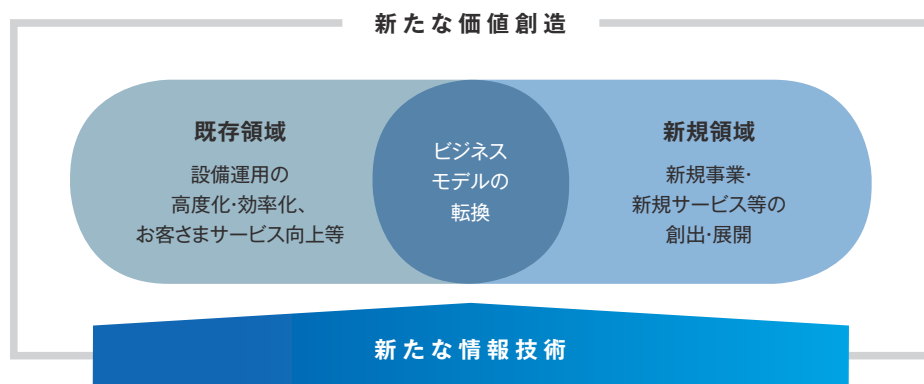 新たな価値創造
既存領域
設備運用の
高度化・効率化、
お客さまサービス向上等
ビジネス
モデルの
転換
新規領域
新規事業・
新規サービス等の
創出・展開
新たな情報技術